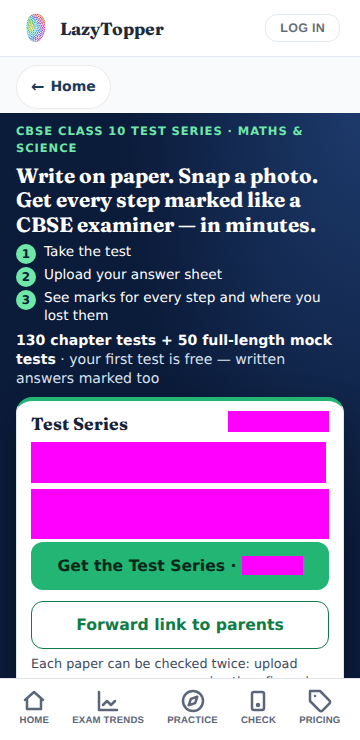 LazyTopper
LOG IN
← Home
CBSE CLASS 10 TEST SERIES · MATHS &
SCIENCE
Write on paper. Snap a photo.
Get every step marked like a
CBSE examiner — in minutes.
1 Take the test
2 Upload your answer sheet
3 See marks for every step and where you
lost them
130 chapter tests + 50 full-length mock
tests · your first test is free — written
answers marked too
Test Series
Get the Test Series ·
Forward link to parents
Each paper can be checked twice: upload
HOME
EXAM TRENDS
PRACTICE
CHECK
PRICING